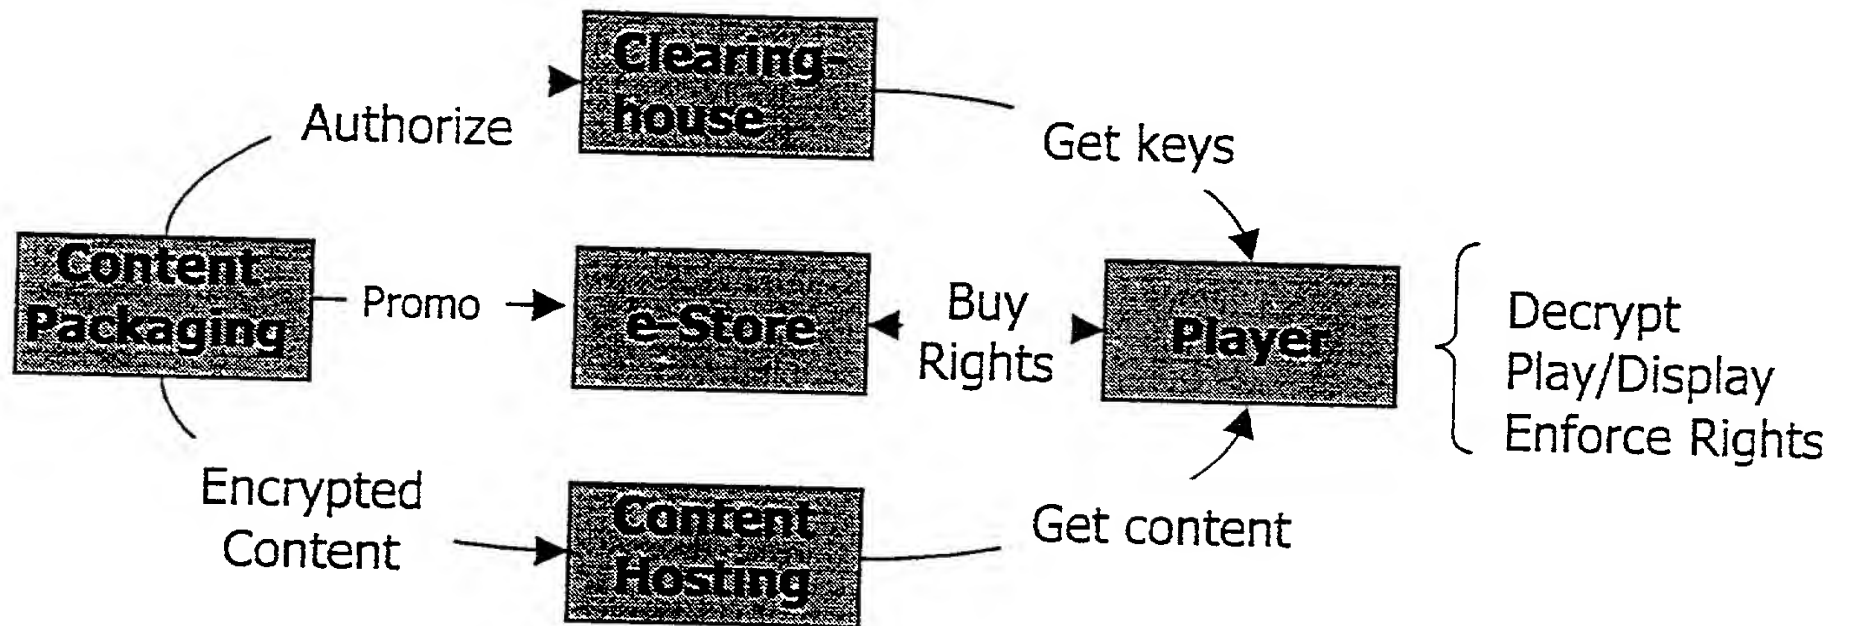 Clearing-
house
Authorize
Get keys
Content
Packaging
Promo
e-Store
Buy
Rights
Player
Decrypt
Play/Display
Enforce Rights
Encrypted
Content
Content
Hosting
Get content